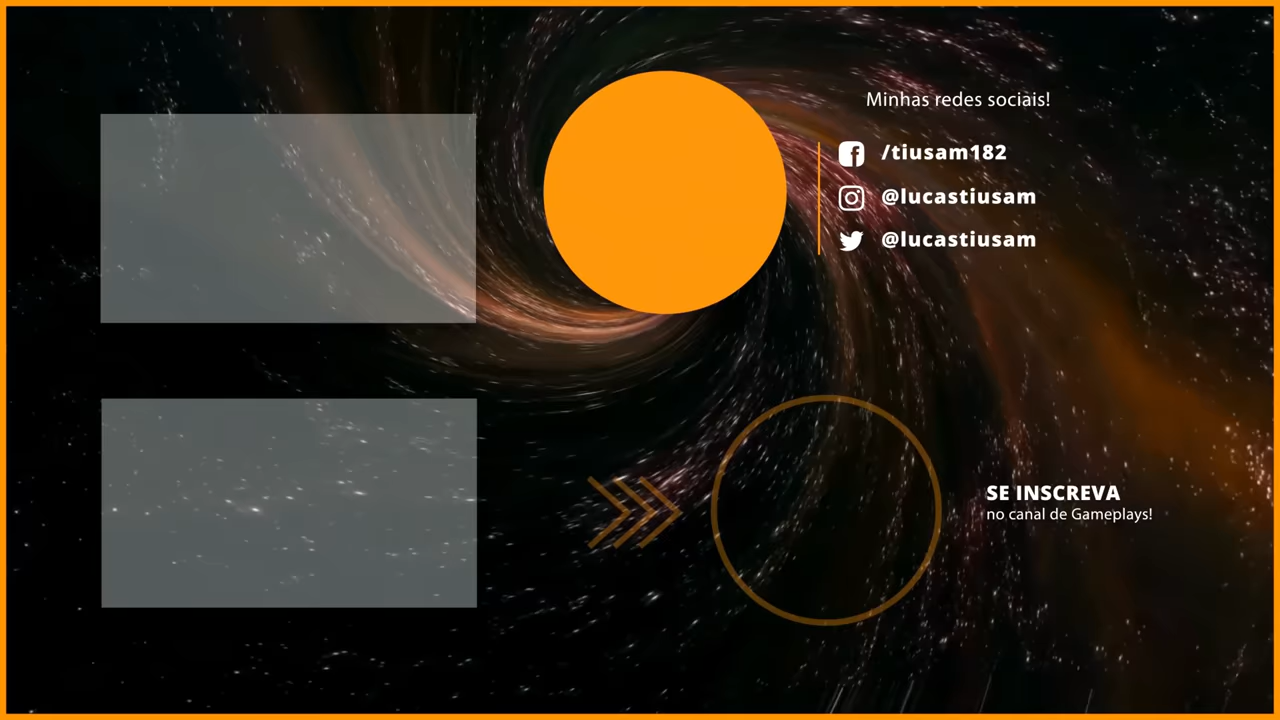 Minhas redes sociais!
/tiusam182
@lucastiusam
@lucastiusam
SE INSCREVA
no canal de Gameplays!